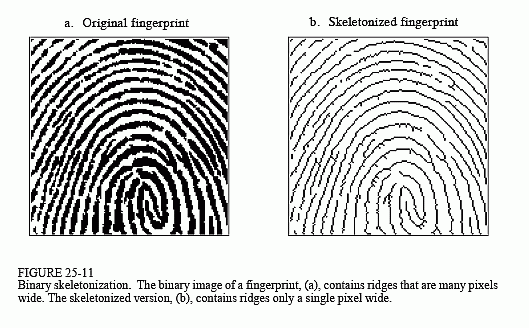 a. Original fingerprint
b. Skeletonized fingerprint
FIGURE 25-11
Binary skeletonization. The binary image of a fingerprint, (a), contains ridges that are many pixels
wide. The skeletonized version, (b), contains ridges only a single pixel wide.